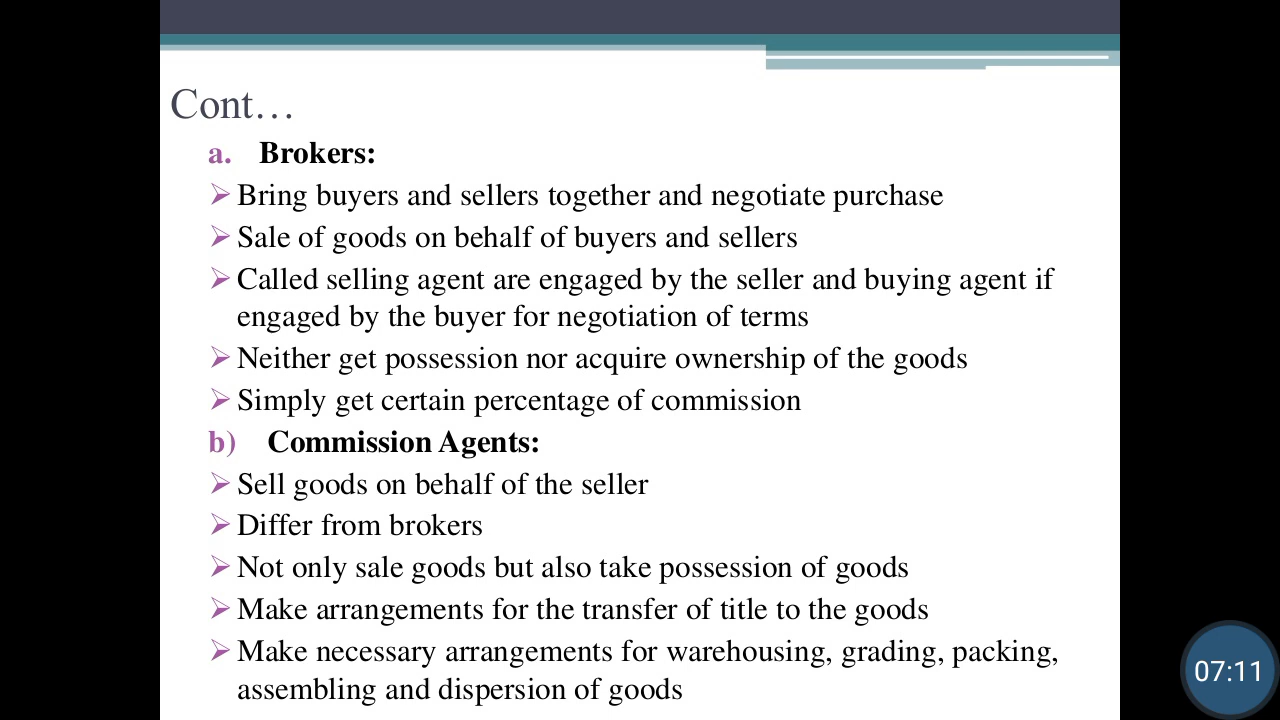 Cont…
a. Brokers:
➢ Bring buyers and sellers together and negotiate purchase
➢ Sale of goods on behalf of buyers and sellers
➢ Called selling agent are engaged by the seller and buying agent if
engaged by the buyer for negotiation of terms
➢ Neither get possession nor acquire ownership of the goods
➢ Simply get certain percentage of commission
b) Commission Agents:
➢ Sell goods on behalf of the seller
➢ Differ from brokers
➢ Not only sale goods but also take possession of goods
➢ Make arrangements for the transfer of title to the goods
➢ Make necessary arrangements for warehousing, grading, packing,
assembling and dispersion of goods
07:11